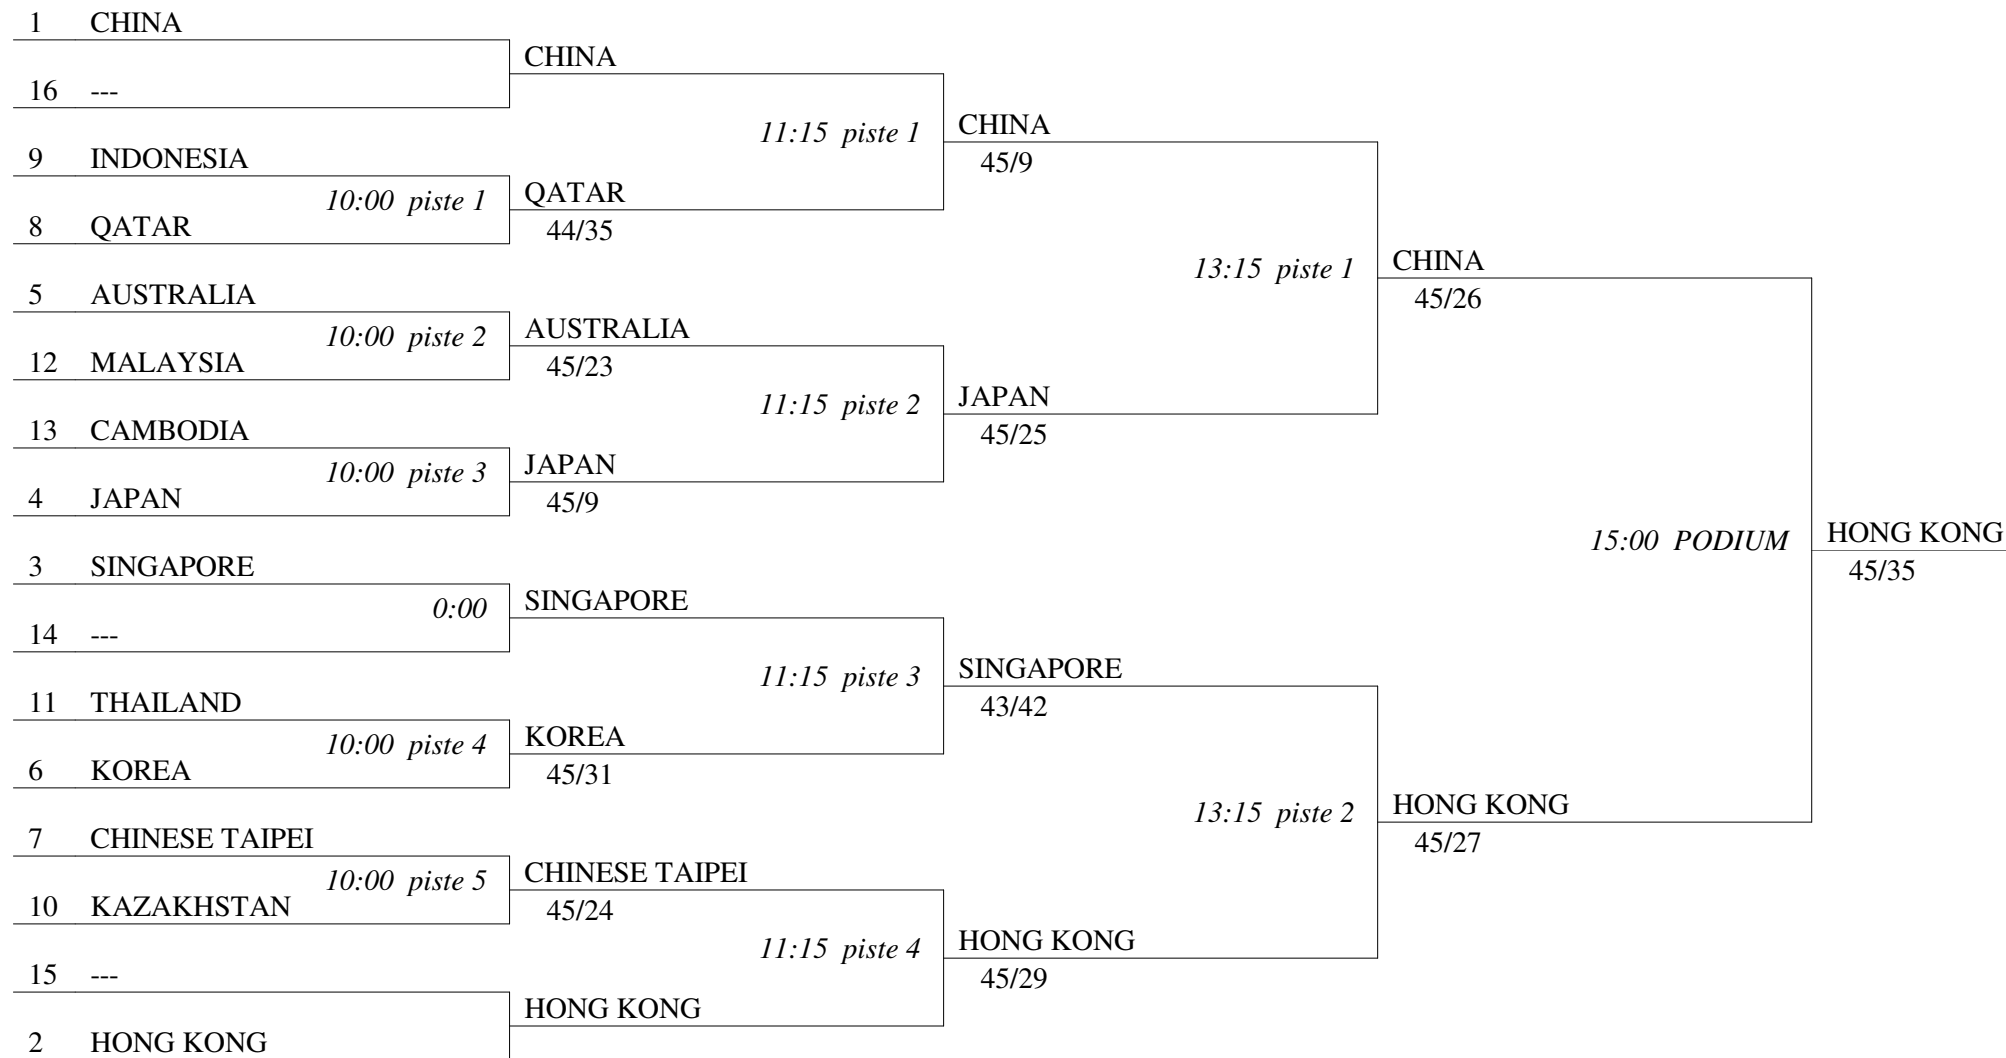 1 CHINA
CHINA
16 ---
11:15 piste 1
CHINA
45/9
9 INDONESIA
10:00 piste 1
QATAR
44/35
8 QATAR
13:15 piste 1
CHINA
45/26
5 AUSTRALIA
10:00 piste 2
AUSTRALIA
45/23
12 MALAYSIA
11:15 piste 2
JAPAN
45/25
13 CAMBODIA
10:00 piste 3
JAPAN
45/9
4 JAPAN
15:00 PODIUM
HONG KONG
45/35
3 SINGAPORE
0:00
SINGAPORE
14 ---
11:15 piste 3
SINGAPORE
43/42
11 THAILAND
10:00 piste 4
KOREA
45/31
6 KOREA
13:15 piste 2
HONG KONG
45/27
7 CHINESE TAIPEI
10:00 piste 5
CHINESE TAIPEI
45/24
10 KAZAKHSTAN
11:15 piste 4
HONG KONG
45/29
15 ---
HONG KONG
2 HONG KONG